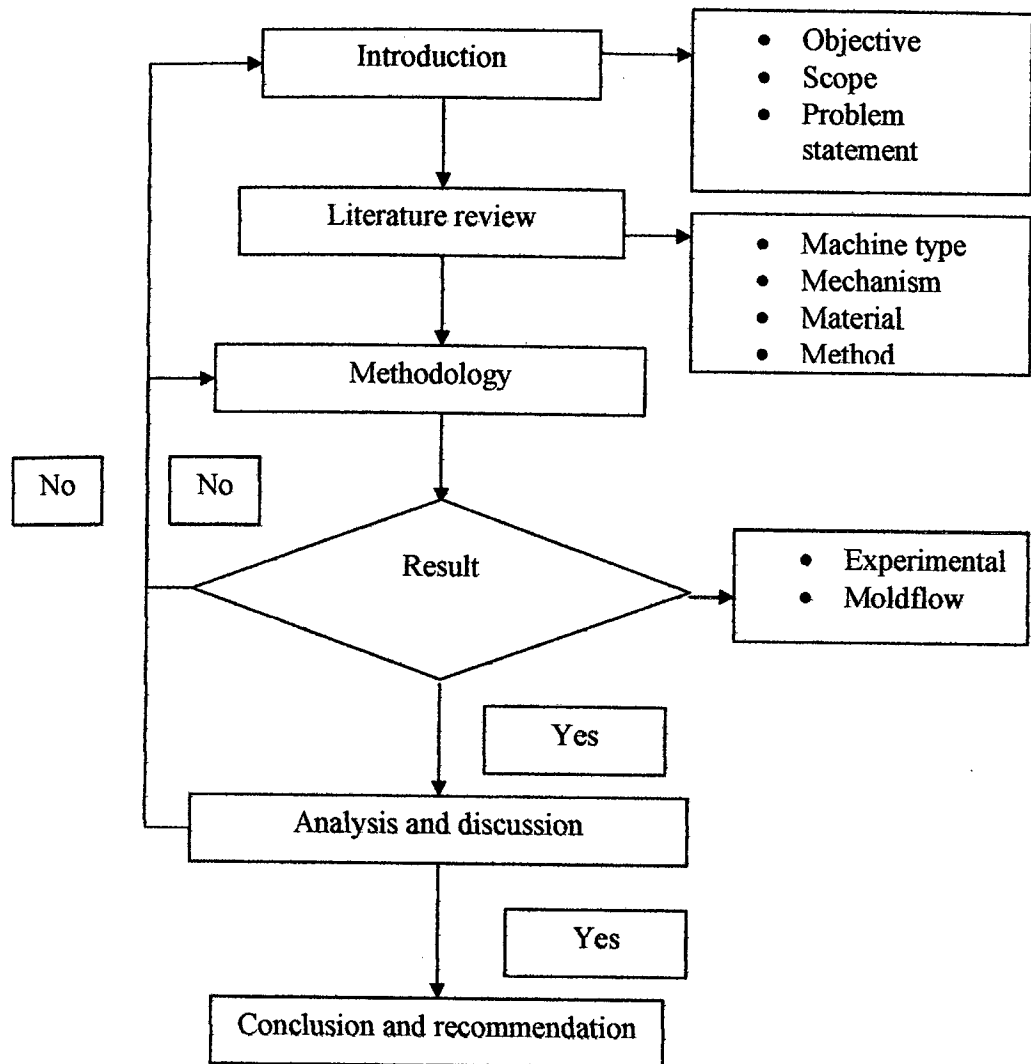 Introduction
• Objective
• Scope
• Problem
statement
Literature review
• Machine type
• Mechanism
• Material
• Method
Methodology
No
No
Result
• Experimental
• Moldflow
Yes
Analysis and discussion
Yes
Conclusion and recommendation